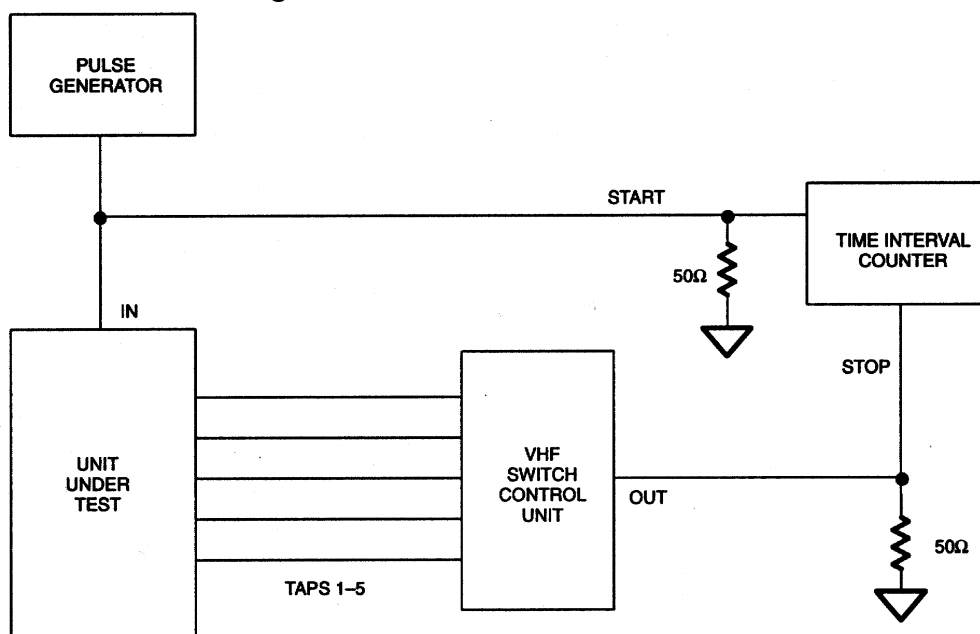 PULSE
GENERATOR
START
TIME INTERVAL
COUNTER
50Ω
IN
STOP
UNIT
UNDER
TEST
VHF
SWITCH
CONTROL
UNIT
OUT
50Ω
TAPS 1–5